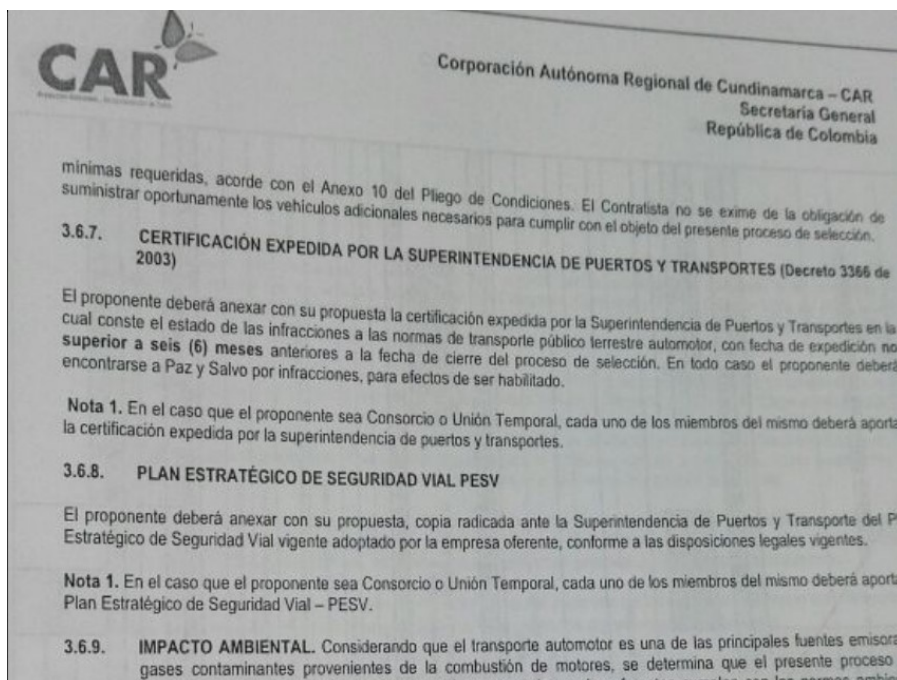 CAR
Corporación Autónoma Regional de Cundinamarca – CAR
Secretaria General
República de Colombia
mínimas requeridas, acorde con el Anexo 10 del Pliego de Condiciones. El Contratista no se exime de la obligación de
suministrar oportunamente los vehículos adicionales necesarios para cumplir con el objeto del presente proceso de selección.
3.6.7. CERTIFICACIÓN EXPEDIDA POR LA SUPERINTENDENCIA DE PUERTOS Y TRANSPORTES (Decreto 3366 de
2003)
El proponente deberá anexar con su propuesta la certificación expedida por la Superintendencia de Puertos y Transportes en la
cual conste el estado de las infracciones a las normas de transporte público terrestre automotor, con fecha de expedición no
superior a seis (6) meses anteriores a la fecha de cierre del proceso de selección. En todo caso el proponente deberá
encontrarse a Paz y Salvo por infracciones, para efectos de ser habilitado.
Nota 1. En el caso que el proponente sea Consorcio o Unión Temporal, cada uno de los miembros del mismo deberá aporta
la certificación expedida por la superintendencia de puertos y transportes.
3.6.8. PLAN ESTRATÉGICO DE SEGURIDAD VIAL PESV
El proponente deberá anexar con su propuesta, copia radicada ante la Superintendencia de Puertos y Transporte del P
Estratégico de Seguridad Vial vigente adoptado por la empresa oferente, conforme a las disposiciones legales vigentes.
Nota 1. En el caso que el proponente sea Consorcio o Unión Temporal, cada uno de los miembros del mismo deberá aporta
Plan Estratégico de Seguridad Vial – PESV.
3.6.9. IMPACTO AMBIENTAL. Considerando que el transporte automotor es una de las principales fuentes emisora
gases contaminantes provenientes de la combustión de motores, se determina que el presente proceso